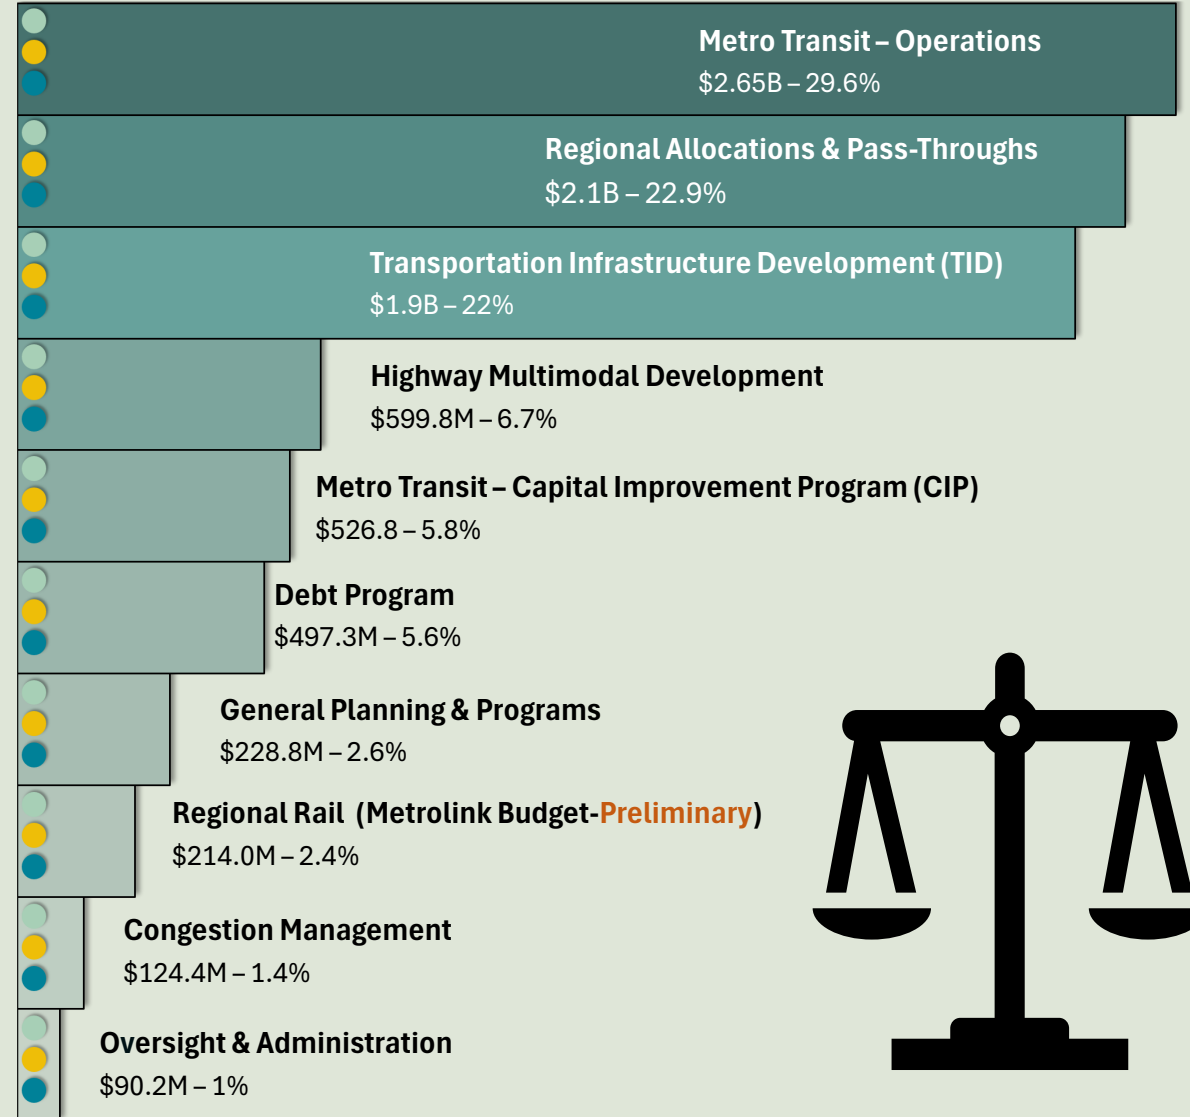 Metro Transit – Operations
$2.65B – 29.6%
Regional Allocations & Pass-Throughs
$2.1B – 22.9%
Transportation Infrastructure Development (TID)
$1.9B – 22%
Highway Multimodal Development
$599.8M – 6.7%
Metro Transit – Capital Improvement Program (CIP)
$526.8 – 5.8%
Debt Program
$497.3M – 5.6%
General Planning & Programs
$228.8M – 2.6%
Regional Rail (Metrolink Budget-Preliminary)
$214.0M – 2.4%
Congestion Management
$124.4M – 1.4%
Oversight & Administration
$90.2M – 1%